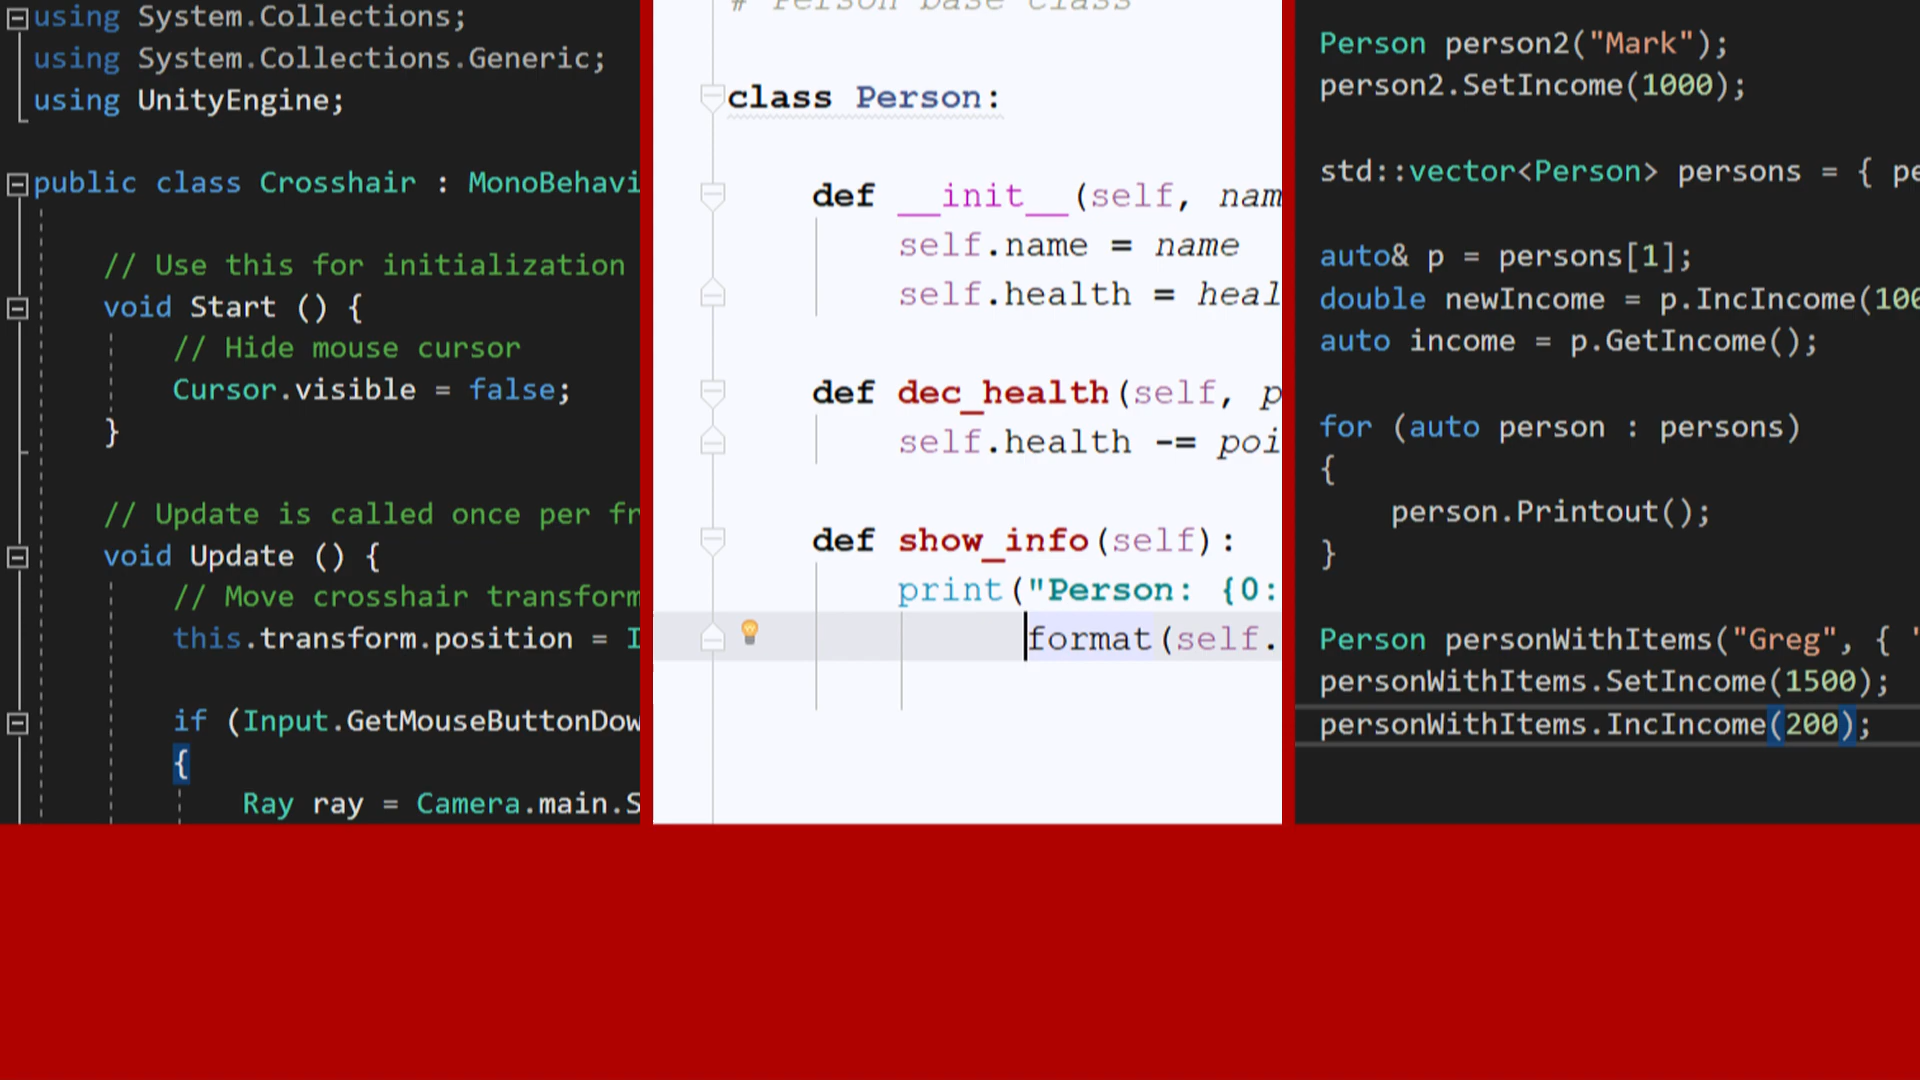 using System.Collections;
using System.Collections.Generic;
using UnityEngine;
public class Crosshair : MonoBehavi
// Use this for initialization
void Start () {
// Hide mouse cursor
Cursor.visible = false;
}
// Update is called once per fr
void Update () {
// Move crosshair transform
this.transform.position = I
if (Input.GetMouseButtonDow
{
Ray ray = Camera.main.S
# Person base class
class Person:
def __init__(self, nam
self.name = name
self.health = heal
def dec_health(self, p
self.health -= poi
def show_info(self):
print("Person: {0:
format(self.
Person person2("Mark");
person2.SetIncome(1000);
std::vector<Person> persons = { pe
auto& p = persons[1];
double newIncome = p.IncIncome(100
auto income = p.GetIncome();
for (auto person : persons)
{
person.Printout();
}
Person personWithItems("Greg", { "
personWithItems.SetIncome(1500);
personWithItems.IncIncome(200);